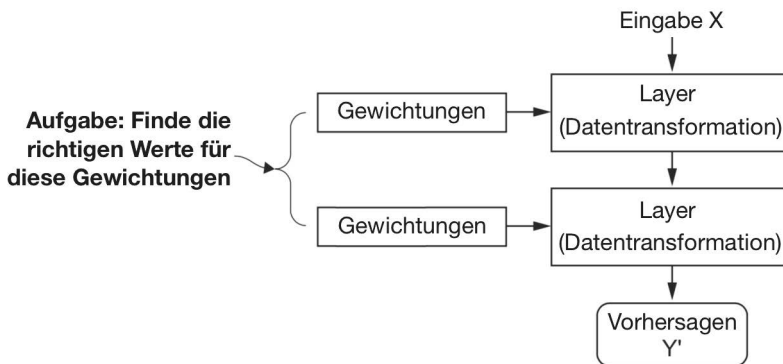 Eingabe X
Gewichtungen
Layer
(Datentransformation)
Aufgabe: Finde die
richtigen Werte für
diese Gewichtungen
Gewichtungen
Layer
(Datentransformation)
Vorhersagen
Y'